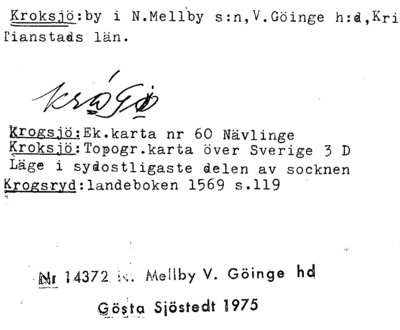 Kroksjö:by i N.Mellby s:n,V.Göinge h:d,Kri
Tianstads län.
Krogsjö:Ek.karta nr 60 Nävlinge
Kroksjö:Topogr.karta över Sverige 3 D
Läge i sydostligaste delen av socknen
Krogsryd:landeboken 1569 s.119
Nr 14372 N. Mellby V. Göinge hd
Gösta Sjöstedt 1975